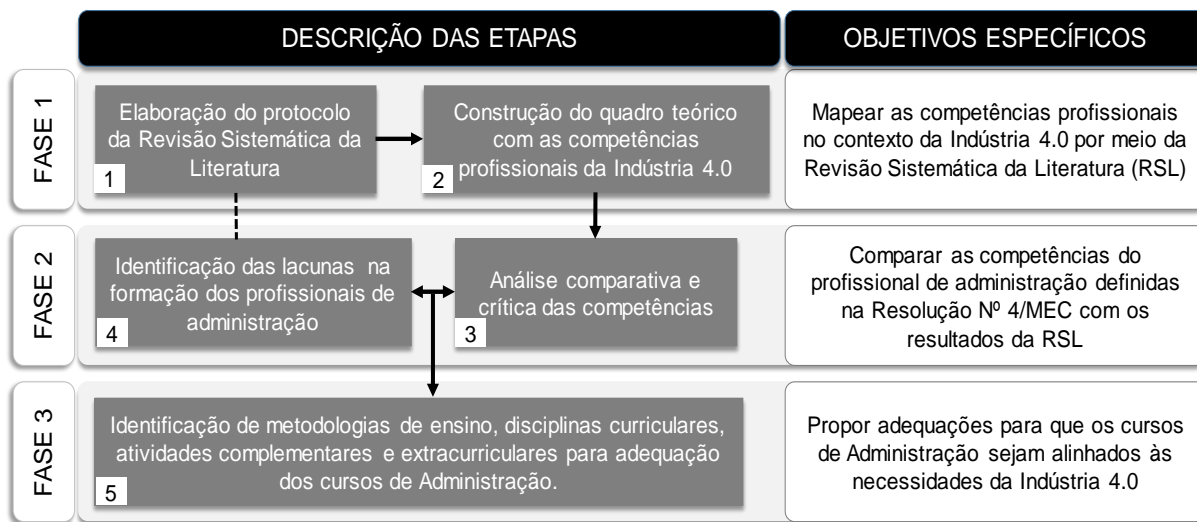 DESCRIÇÃO DAS ETAPAS
OBJETIVOS ESPECÍFICOS
FASE 1
Elaboração do protocolo
da Revisão Sistemática da
Literatura
1
Construção do quadro teórico
com as competências
profissionais da Indústria 4.0
2
Mapear as competências profissionais
no contexto da Indústria 4.0 por meio da
Revisão Sistemática da Literatura (RSL)
FASE 2
Identificação das lacunas na
formação dos profissionais de
administração
4
Análise comparativa e
crítica das competências
3
Comparar as competências do
profissional de administração definidas
na Resolução Nº 4/MEC com os
resultados da RSL
FASE 3
Identificação de metodologias de ensino, disciplinas curriculares,
atividades complementares e extracurriculares para adequação
dos cursos de Administração.
5
Propor adequações para que os cursos
de Administração sejam alinhados às
necessidades da Indústria 4.0